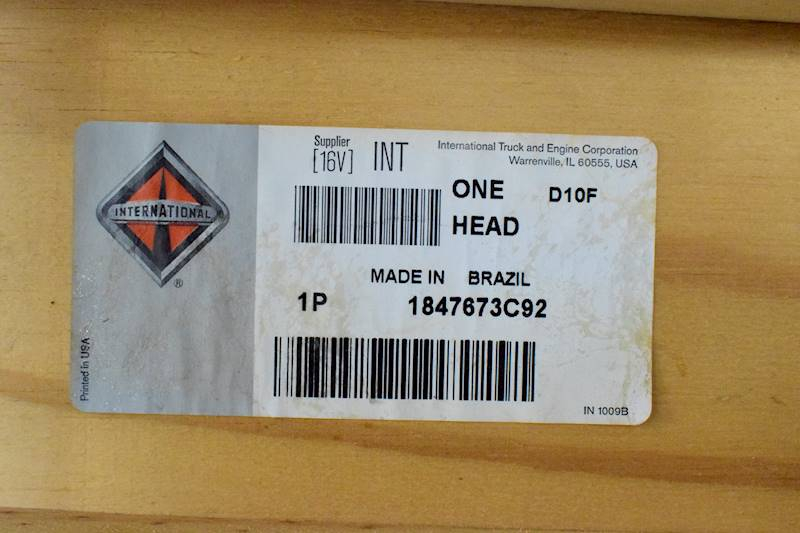 INTERNATIONAL
®
Printed in USA
Supplier
[16V] INT
International Truck and Engine Corporation
Warrenville, IL 60555, USA
ONE D10F
HEAD
MADE IN BRAZIL
1P 1847673C92
IN 1009B